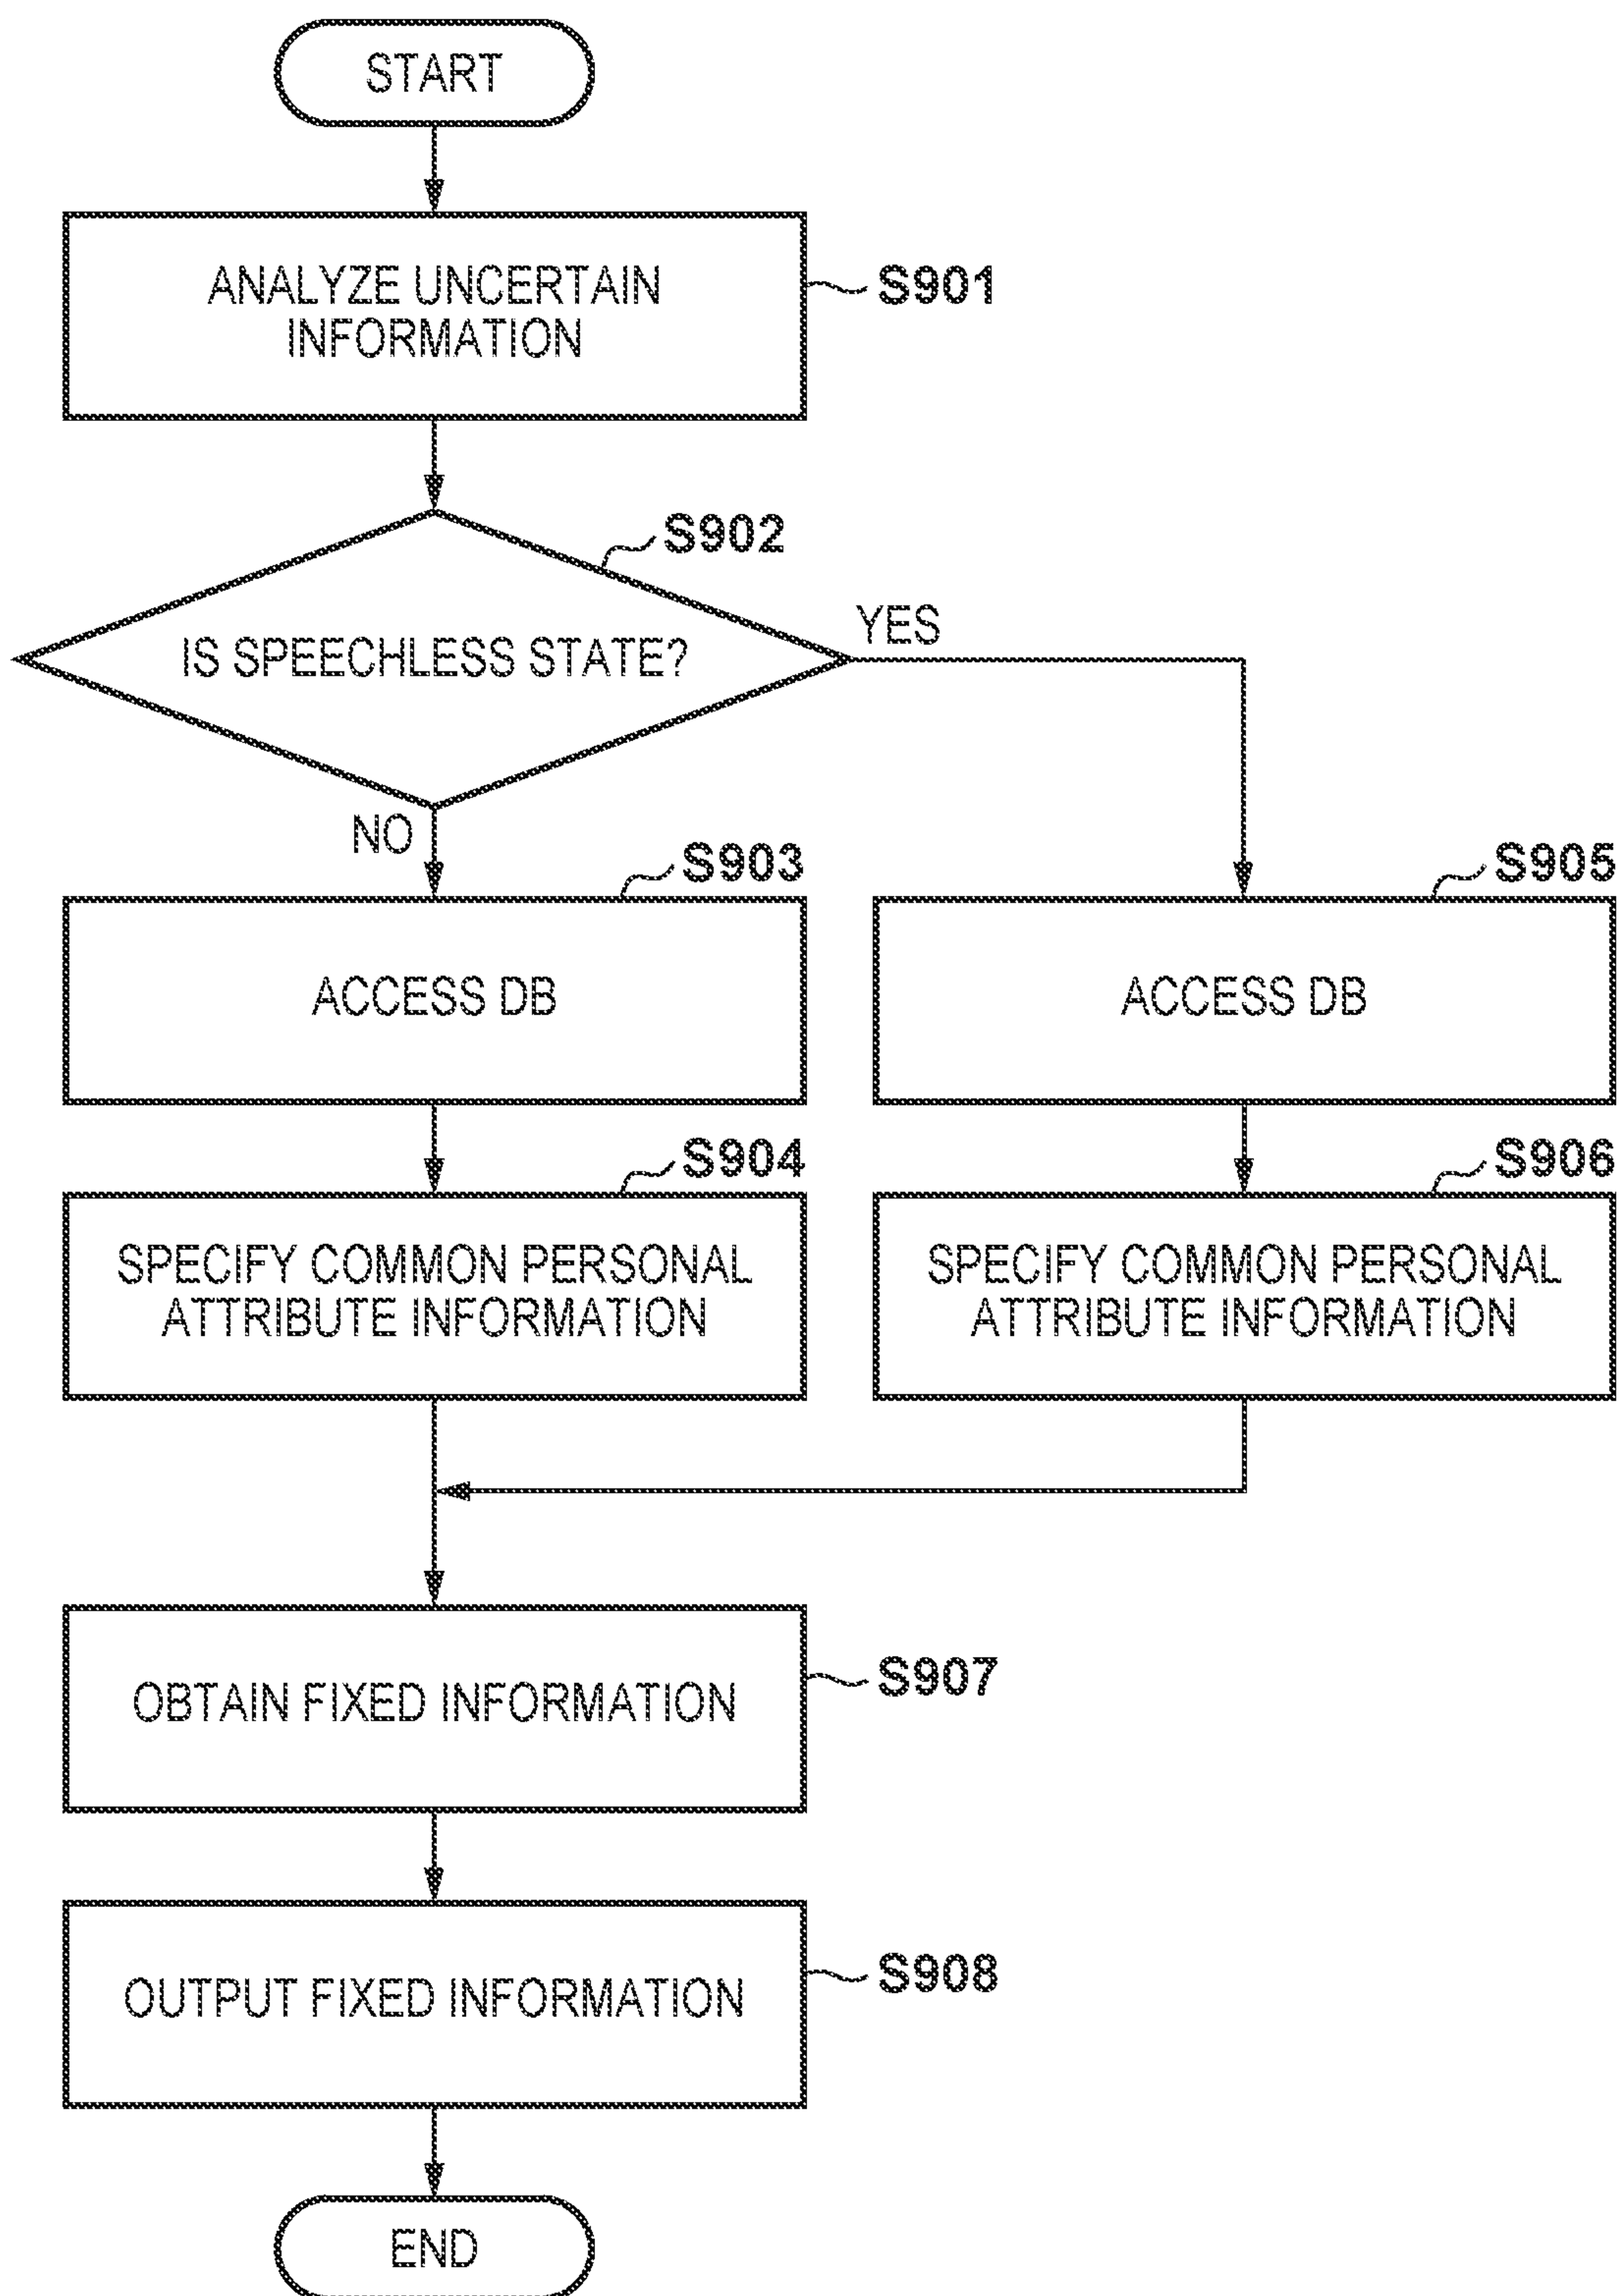 START
ANALYZE UNCERTAIN
INFORMATION
S901
S902
IS SPEECHLESS STATE?
YES
NO
S903
ACCESS DB
S905
ACCESS DB
S904
SPECIFY COMMON PERSONAL
ATTRIBUTE INFORMATION
S906
SPECIFY COMMON PERSONAL
ATTRIBUTE INFORMATION
OBTAIN FIXED INFORMATION
S907
OUTPUT FIXED INFORMATION
S908
END